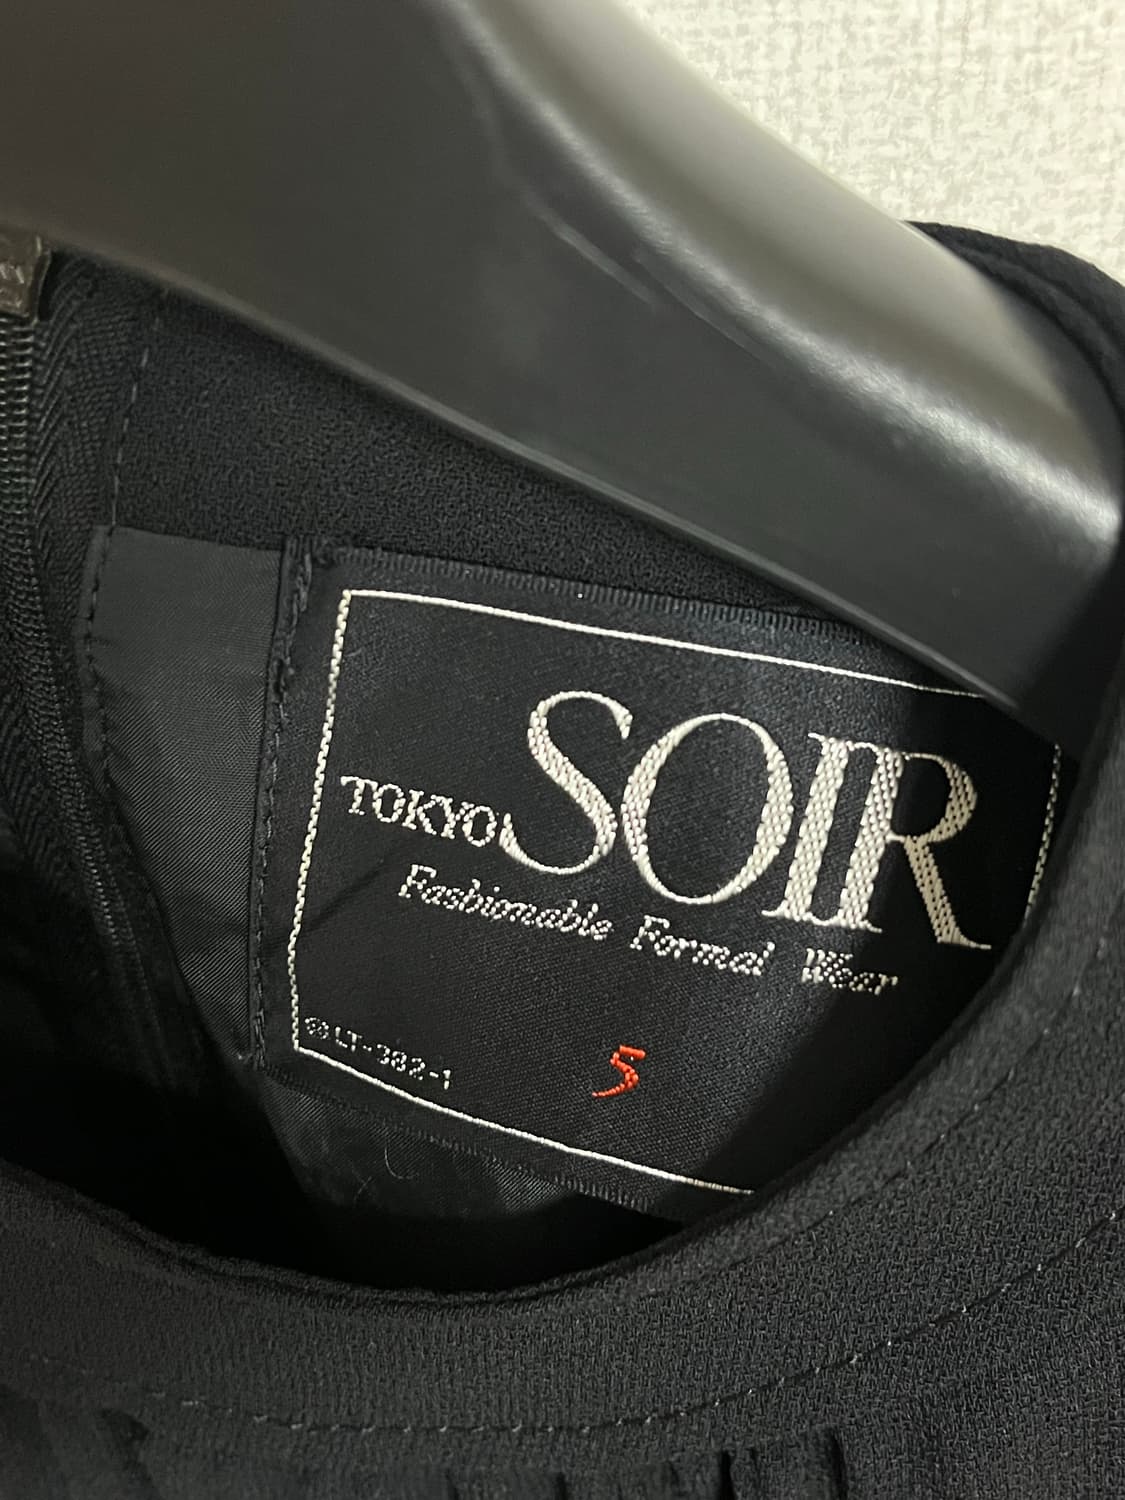 TOKYO SOIR
Fashionable Formal Wear
© LT-382-1
5